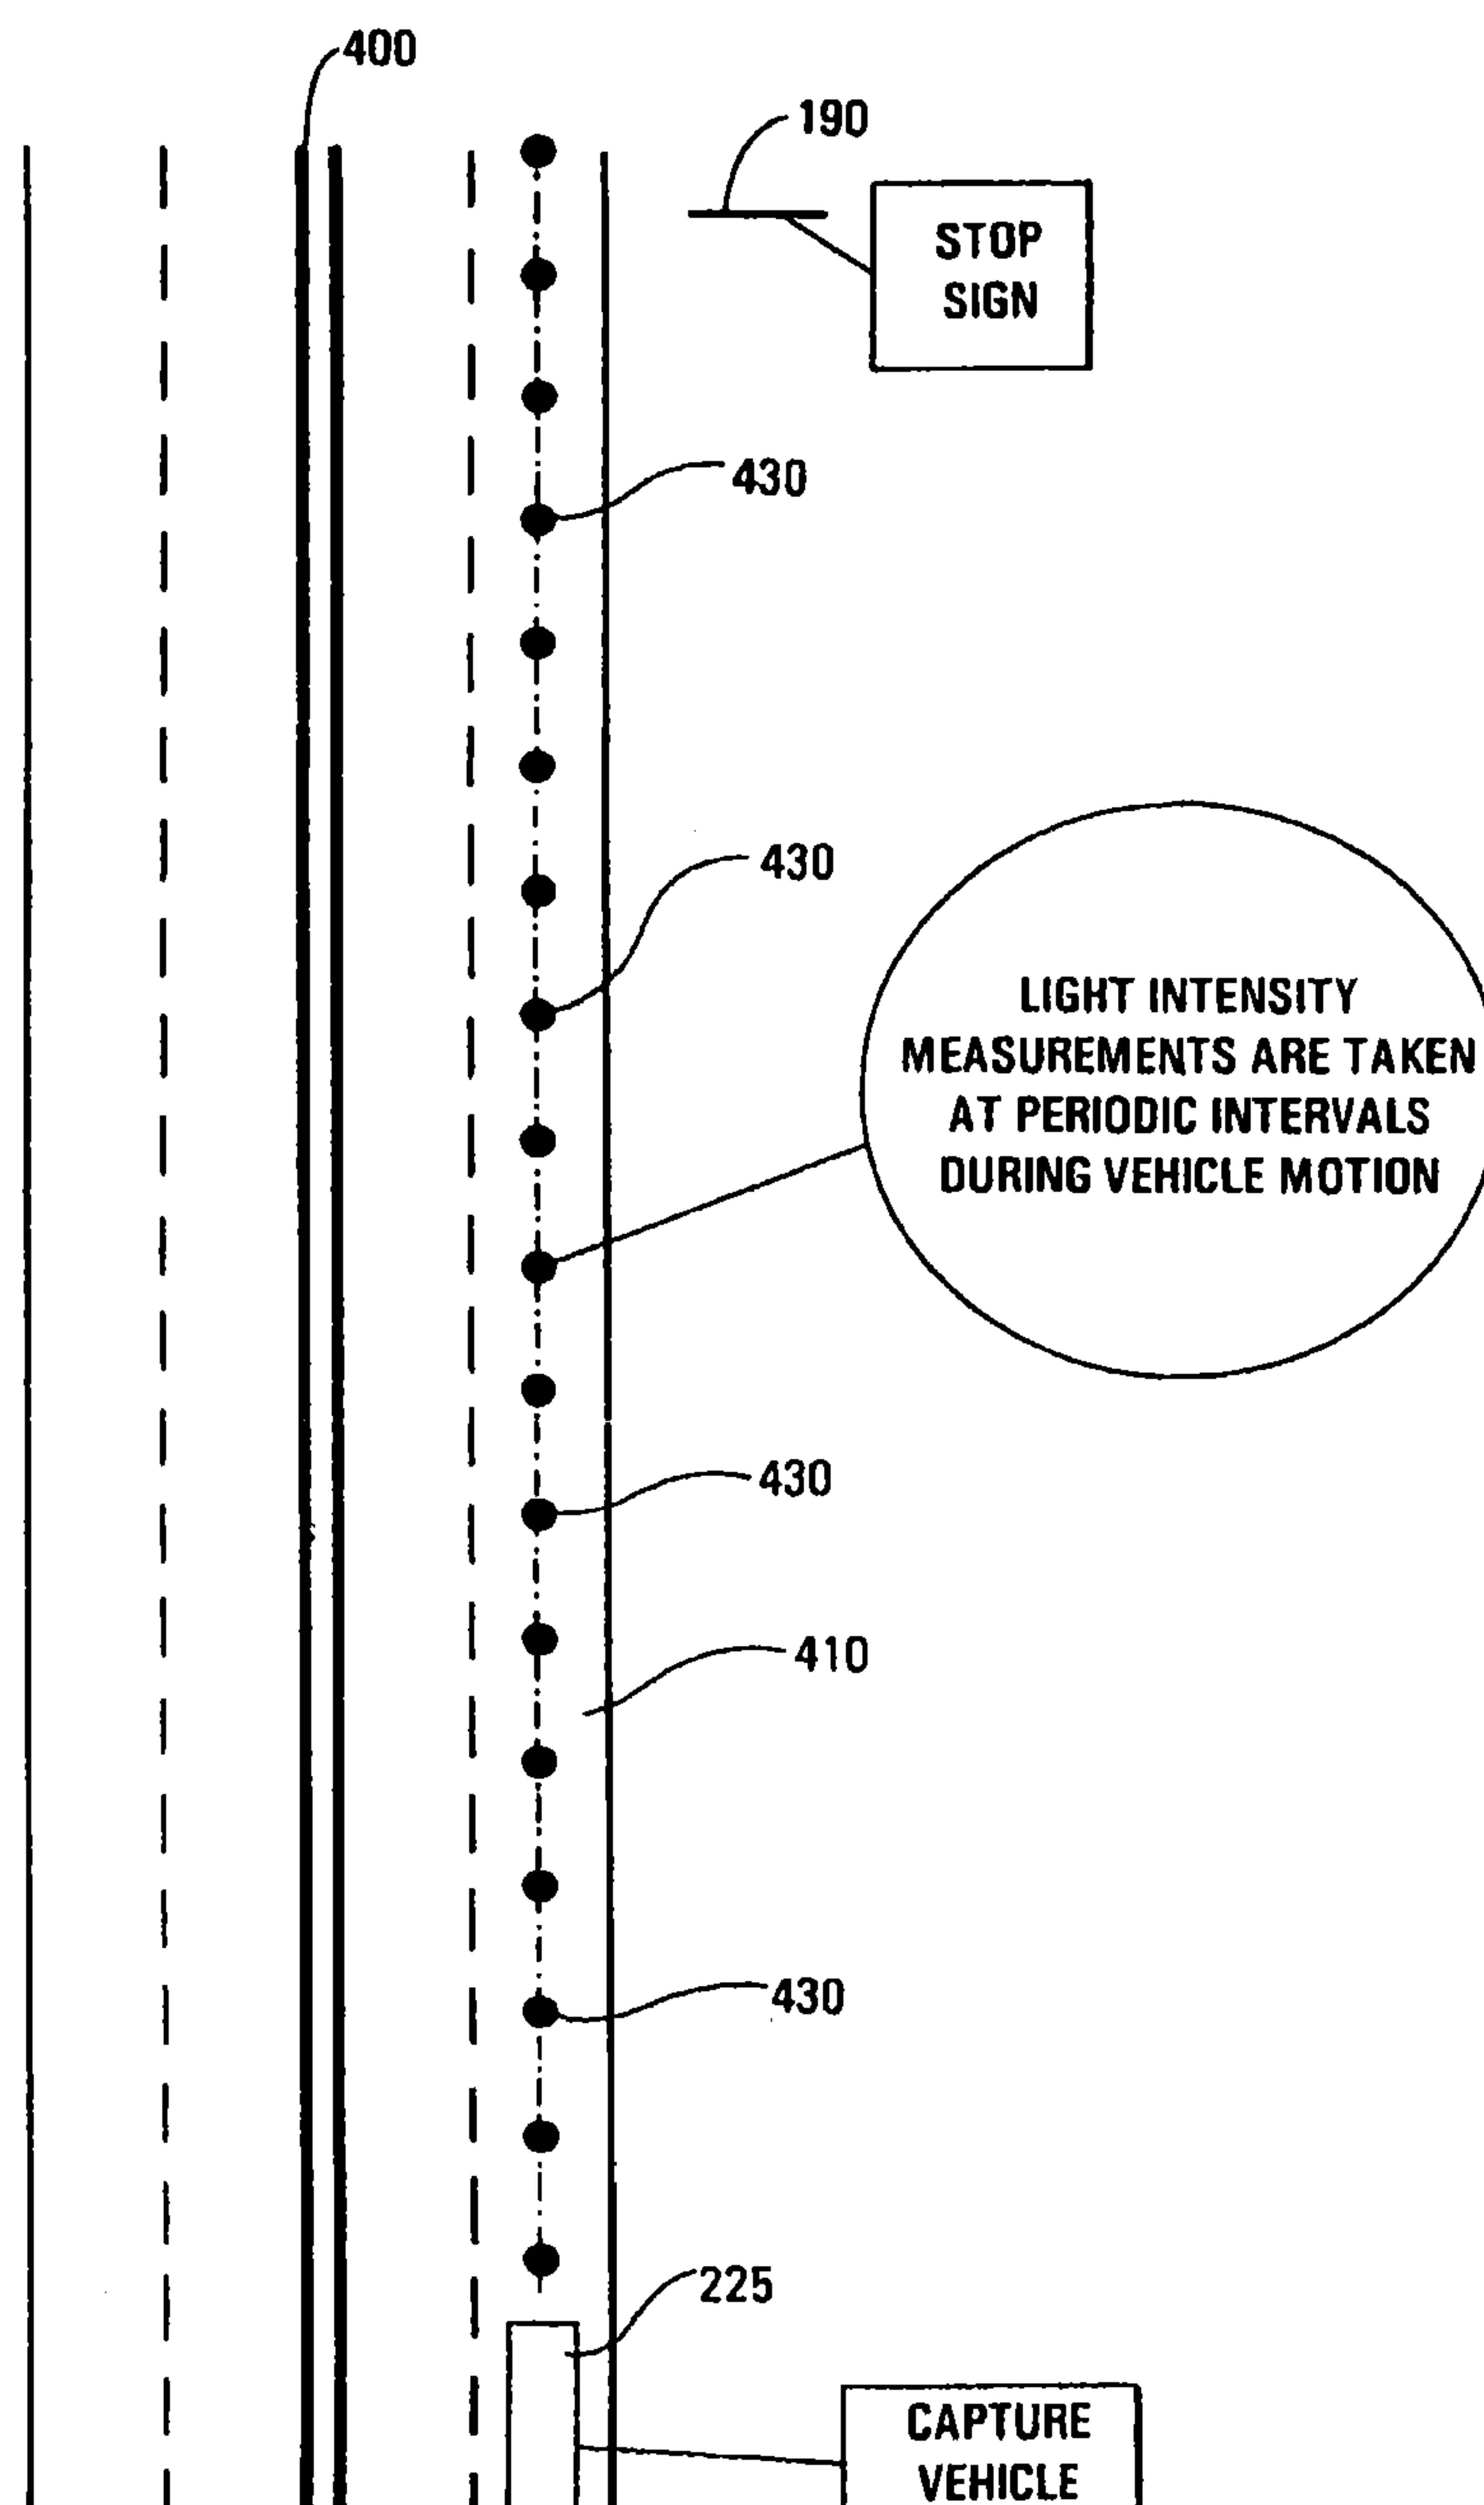 400
190
STOP
SIGN
430
430
LIGHT INTENSITY
MEASUREMENTS ARE TAKEN
AT PERIODIC INTERVALS
DURING VEHICLE MOTION
430
410
430
225
CAPTURE
VEHICLE